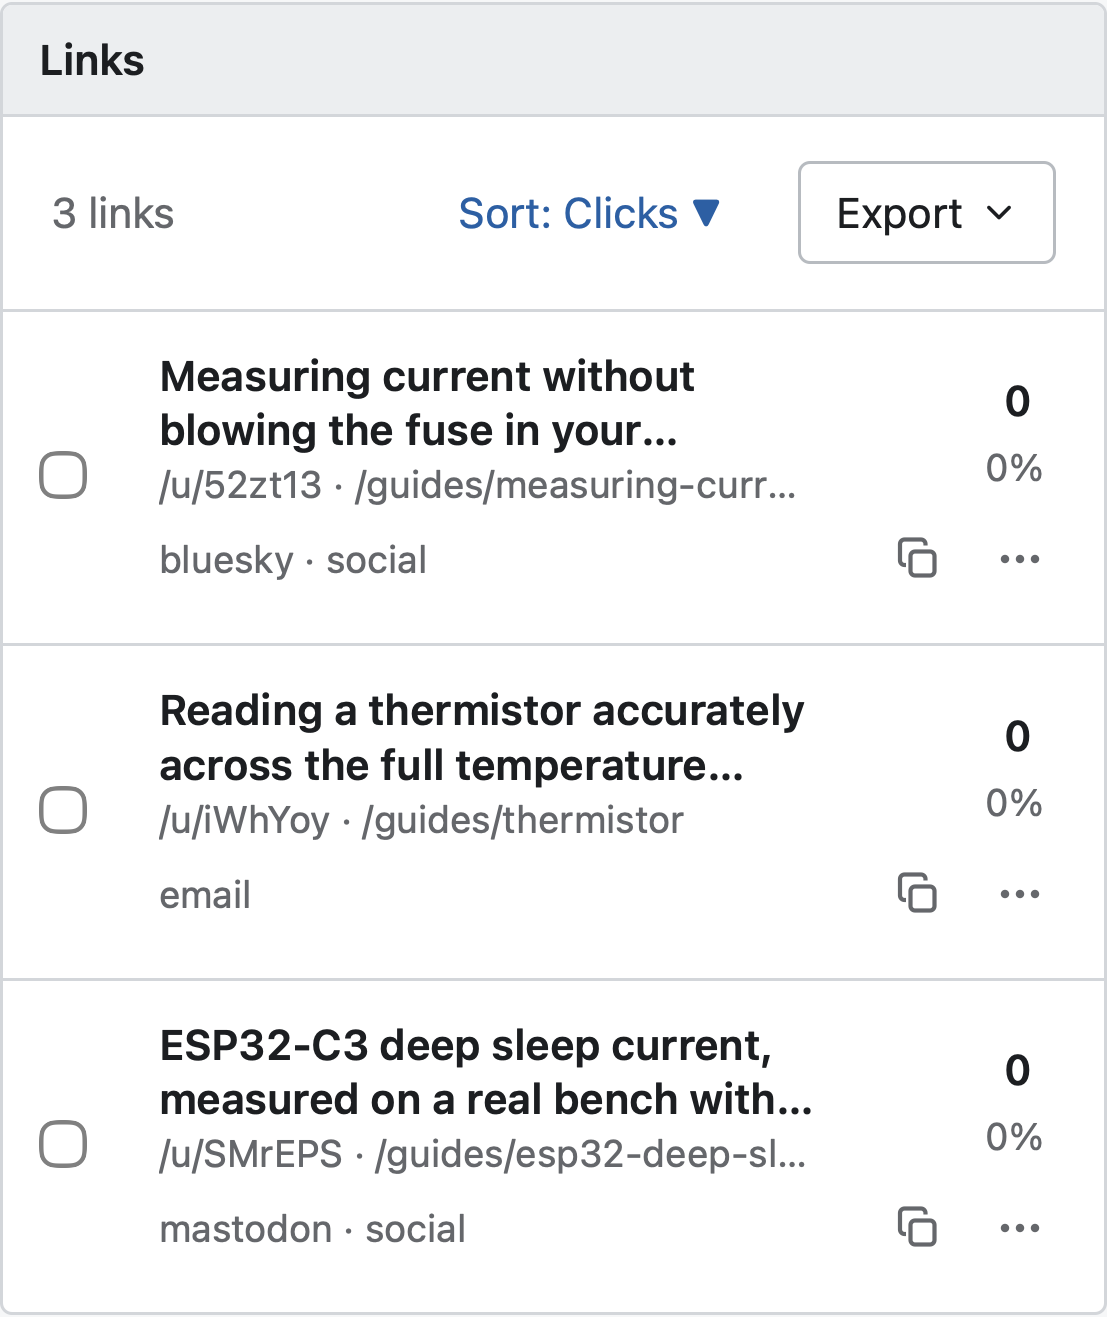 Links
3 links
Sort: Clicks ▼
Export
Measuring current without
blowing the fuse in your...
0
/u/52zt13 · /guides/measuring-curr...
0%
bluesky · social
Reading a thermistor accurately
across the full temperature...
0
/u/iWhYoy · /guides/thermistor
0%
email
ESP32-C3 deep sleep current,
measured on a real bench with...
0
/u/SMrEPS · /guides/esp32-deep-sl...
0%
mastodon · social